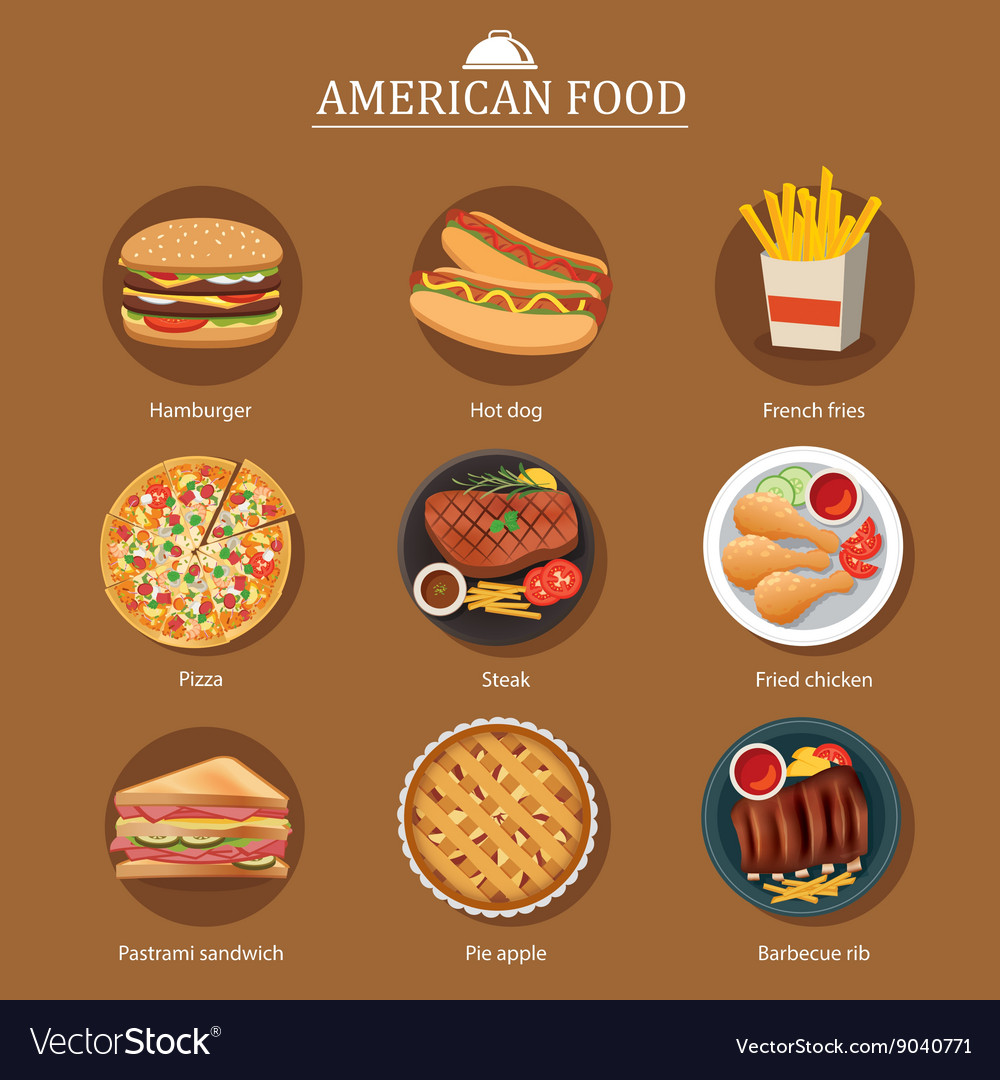 AMERICAN FOOD
Hamburger
Hot dog
French fries
Pizza
Steak
Fried chicken
Pastrami sandwich
Pie apple
Barbecue rib
VectorStock®
VectorStock.com/9040771